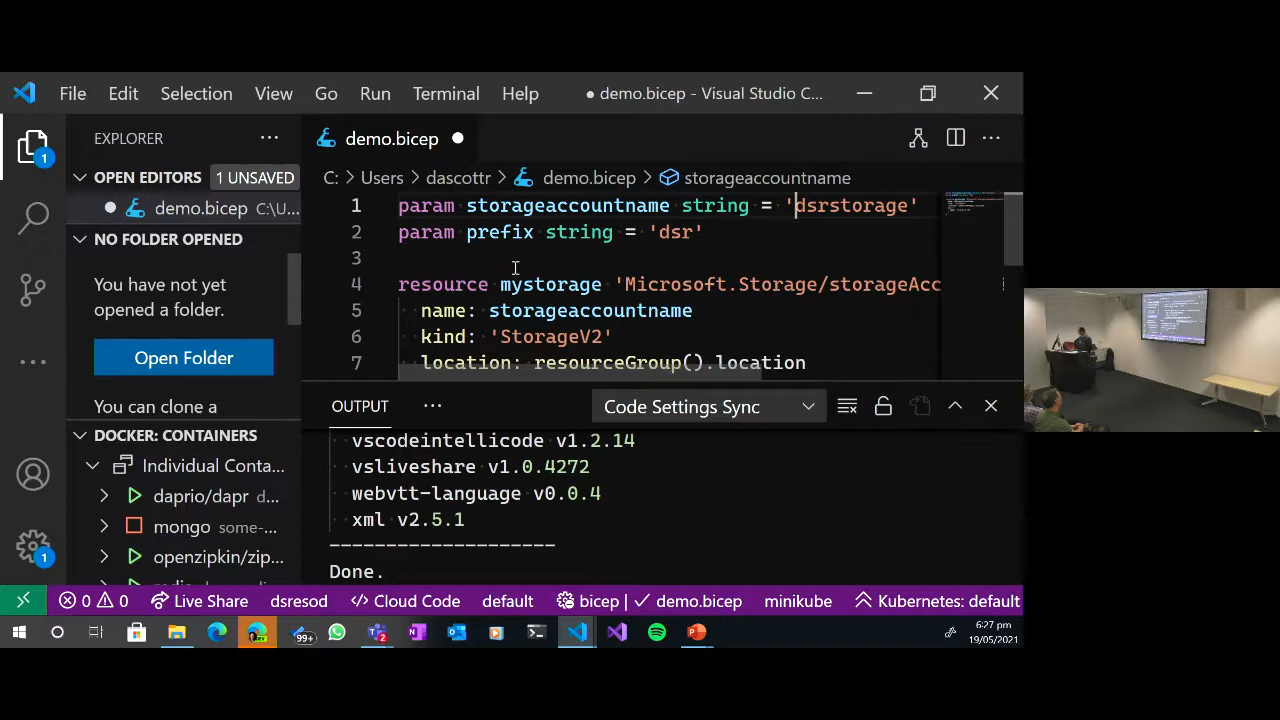 File Edit Selection View Go Run Terminal Help ● demo.bicep - Visual Studio C...
EXPLORER ...
demo.bicep ●
1
OPEN EDITORS 1 UNSAVED
C: > Users > dascottr > demo.bicep > storageaccountname
● demo.bicep C:\U...
NO FOLDER OPENED
You have not yet
opened a folder.
Open Folder
You can clone a
1 param storageaccountname string = 'dsrstorage'
2 param prefix string = 'dsr'
3
4 resource mystorage 'Microsoft.Storage/storageAcc
5 name: storageaccountname
6 kind: 'StorageV2'
7 location: resourceGroup().location
DOCKER: CONTAINERS
Individual Conta...
daprio/dapr d...
mongo some-...
openzipkin/zip...
OUTPUT ... Code Settings Sync
vscodeintellicode v1.2.14
vsliveshare v1.0.4272
webvtt-language v0.0.4
xml v2.5.1
--------------------
Done.
1
0 0 Live Share dsresod Cloud Code default bicep | ✓ demo.bicep minikube Kubernetes: default
99+ 2
6:27 pm
19/05/2021